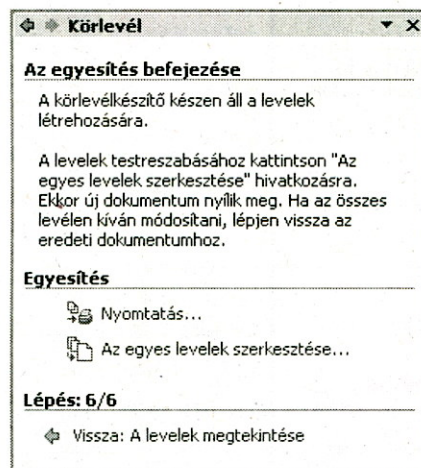 Körlevél
Az egyesítés befejezése
A körlevélkészítő készen áll a levelek
létrehozására.
A levelek testreszabásához kattintson "Az
egyes levelek szerkesztése" hivatkozásra.
Ekkor új dokumentum nyílik meg. Ha az összes
levélen kíván módosítani, lépjen vissza az
eredeti dokumentumhoz.
Egyesítés
Nyomtatás...
Az egyes levelek szerkesztése...
Lépés: 6/6
Vissza: A levelek megtekintése